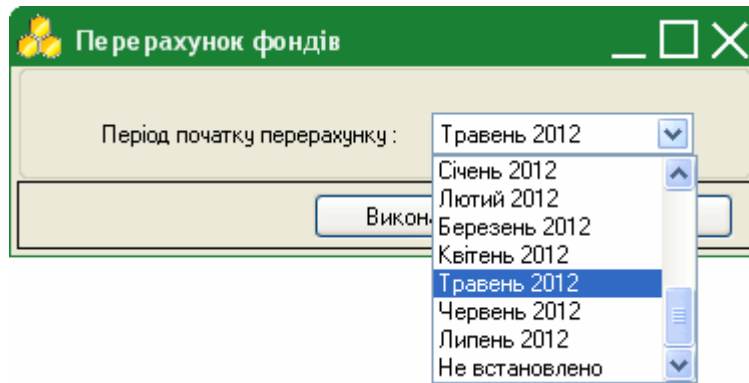 Перерахунок фондів
Період початку перерахунку : Травень 2012
Січень 2012
Лютий 2012
Березень 2012
Квітень 2012
Травень 2012
Червень 2012
Липень 2012
Не встановлено